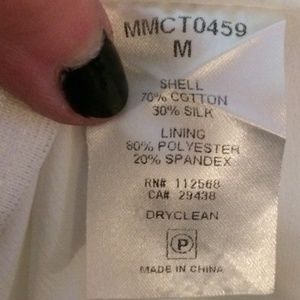 MMCT0459
M
SHELL
70% COTTON
30% SILK
LINING
80% POLYESTER
20% SPANDEX
RN# 112568
CA# 29438
DRYCLEAN
P
MADE IN CHINA